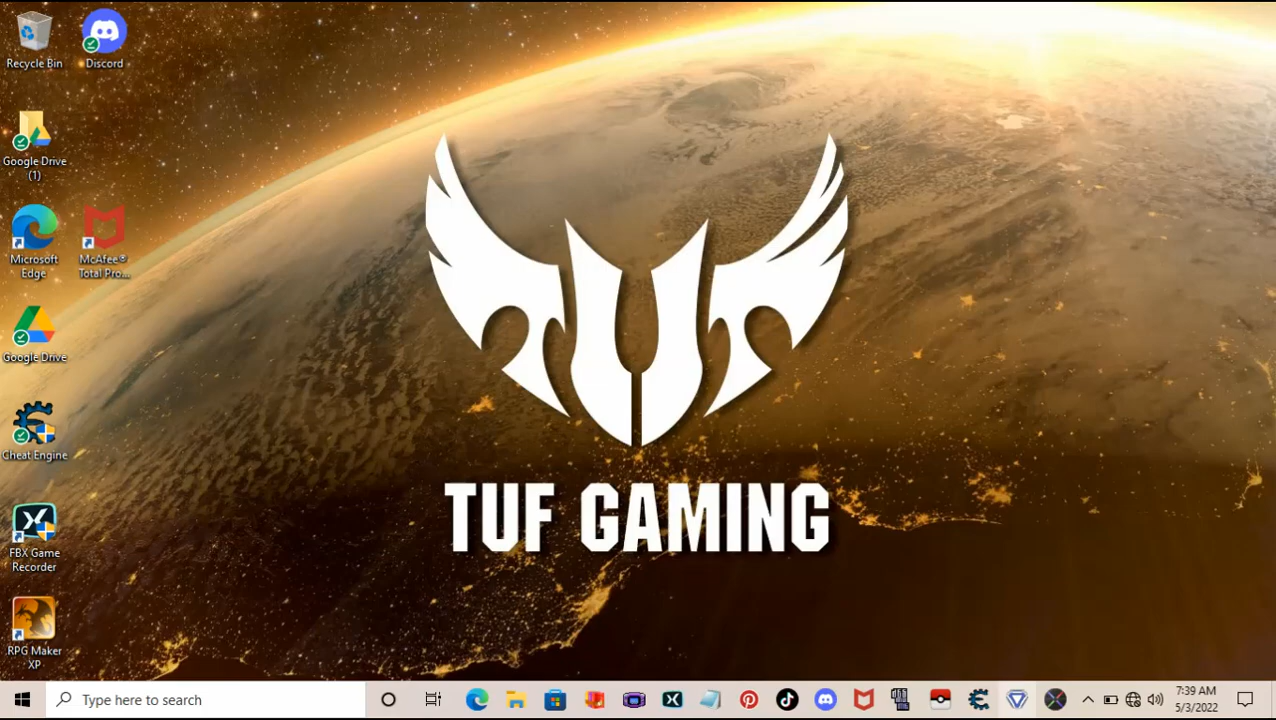 Recycle Bin
Discord
Google Drive
(1)
Microsoft
Edge
McAfee®
Total Pro...
Google Drive
Cheat Engine
FBX Game
Recorder
RPG Maker
XP
TUF GAMING
Type here to search
7:39 AM
5/3/2022